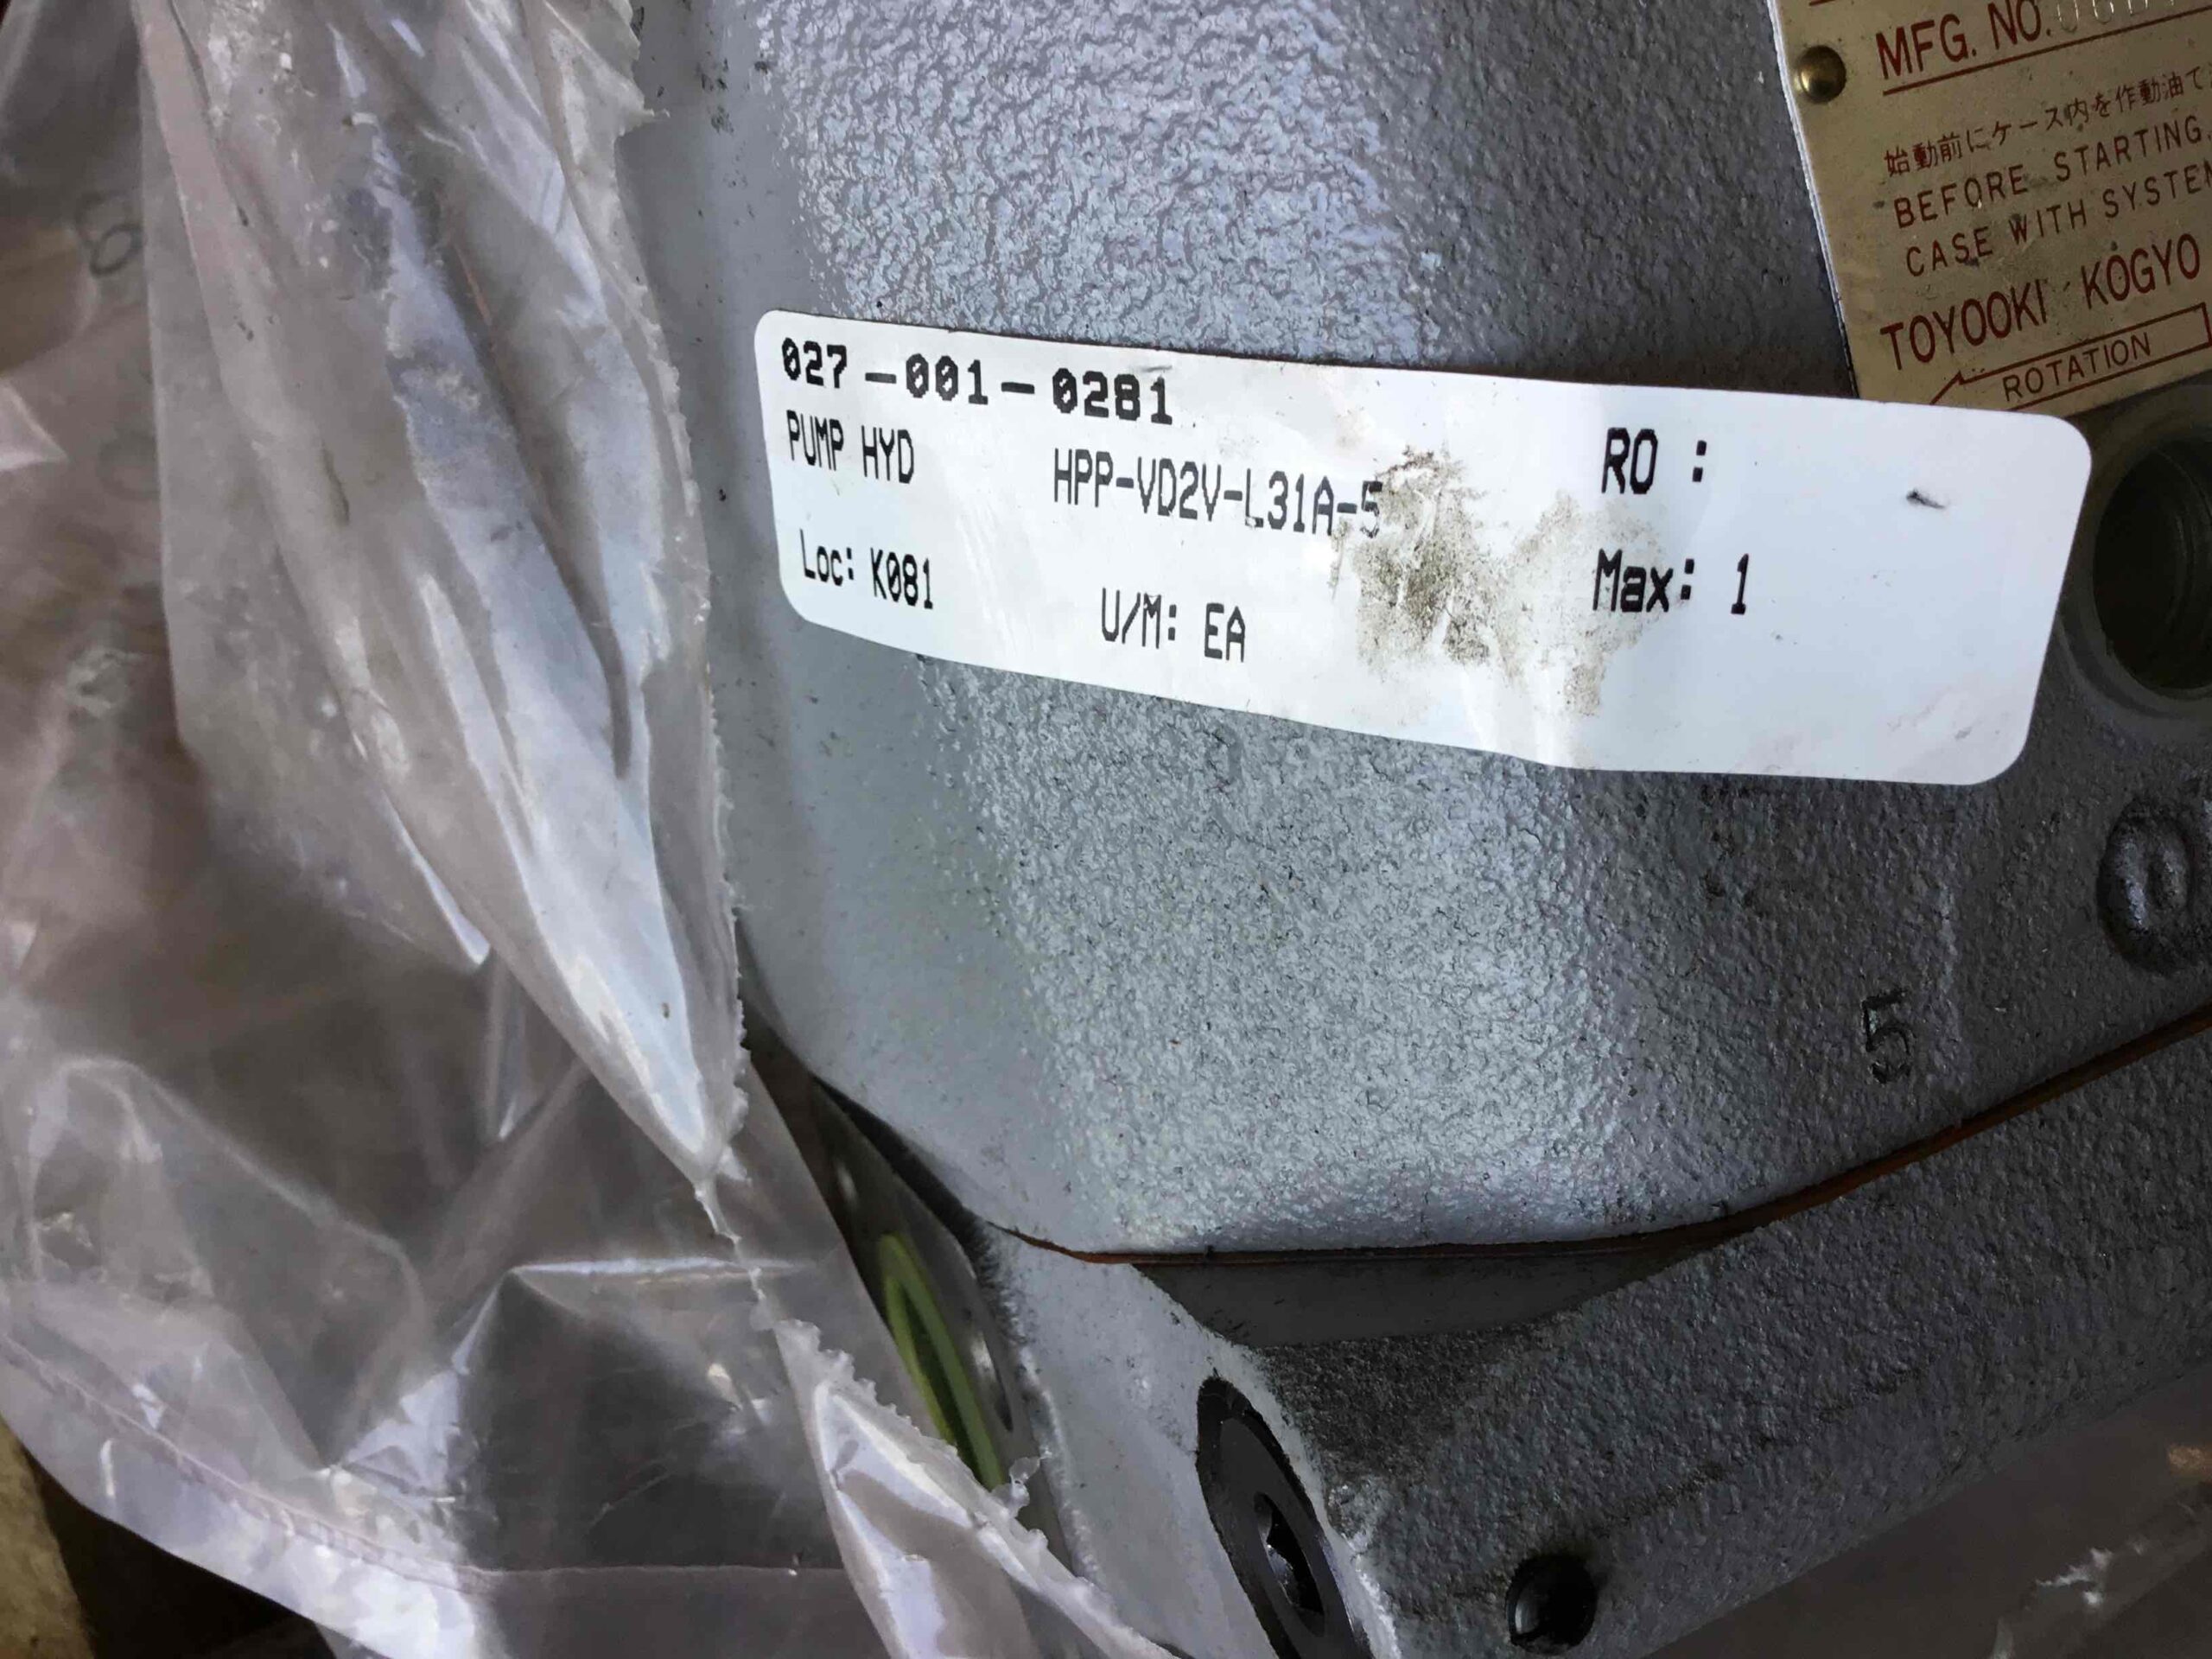 MFG. NO.
始動前にケース内を作動油で
BEFORE STARTING
CASE WITH SYSTEM
TOYOOKI KOGYO
ROTATION
027-001-0281
PUMP HYD HPP-VD2V-L31A-5 RO :
Loc: K081 U/M: EA Max: 1
5